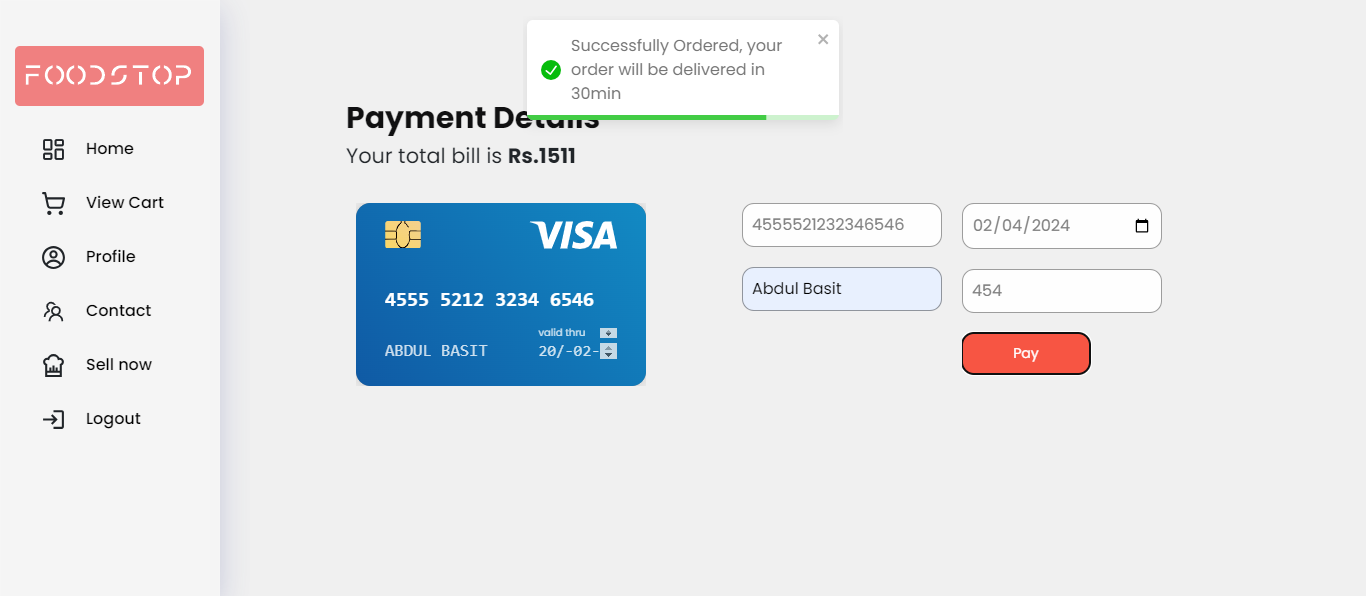 FOODSTOP
Home
View Cart
Profile
Contact
Sell now
Logout
Successfully Ordered, your
order will be delivered in
30min
Payment Details
Your total bill is Rs.1511
VISA
4555 5212 3234 6546
valid thru
ABDUL BASIT
20/-02-
4555521232346546
02/04/2024
Abdul Basit
454
Pay